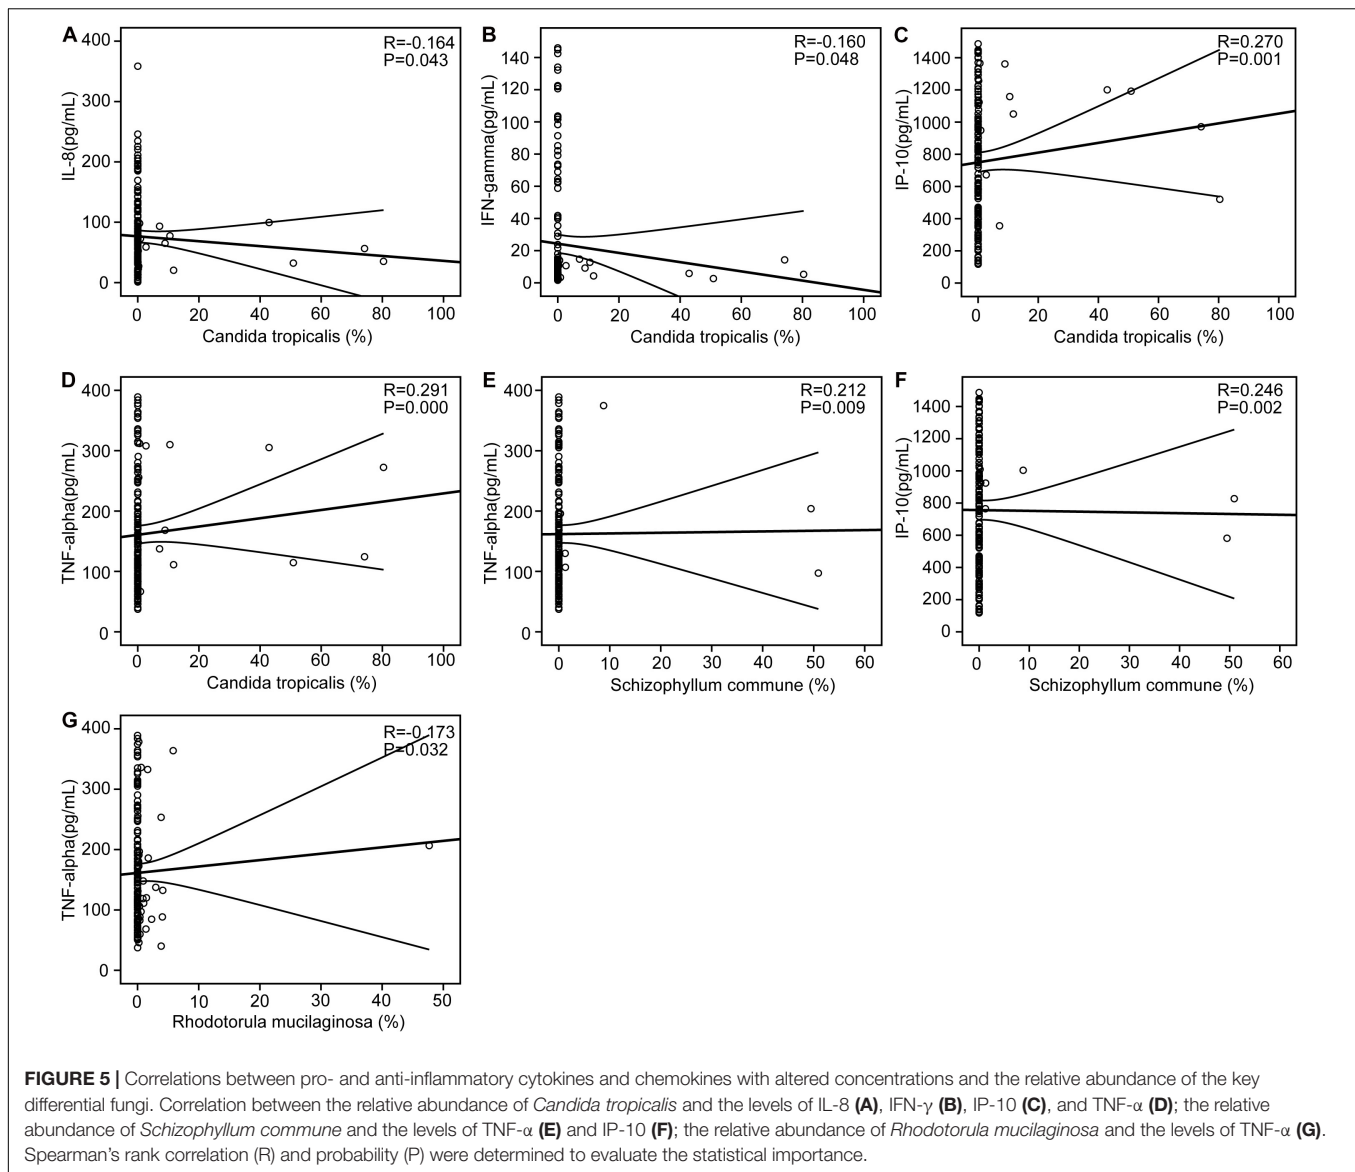 A
R=-0.164
P=0.043
400
300
200
100
0
IL-8(pg/mL)
0 20 40 60 80 100
Candida tropicalis (%)
B
R=-0.160
P=0.048
140
120
100
80
60
40
20
0
IFN-gamma(pg/mL)
0 20 40 60 80 100
Candida tropicalis (%)
C
R=0.270
P=0.001
1400
1200
1000
800
600
400
200
0
IP-10(pg/mL)
0 20 40 60 80 100
Candida tropicalis (%)
D
R=0.291
P=0.000
400
300
200
100
0
TNF-alpha(pg/mL)
0 20 40 60 80 100
Candida tropicalis (%)
E
R=0.212
P=0.009
400
300
200
100
0
TNF-alpha(pg/mL)
0 10 20 30 40 50 60
Schizophyllum commune (%)
F
R=0.246
P=0.002
1400
1200
1000
800
600
400
200
0
IP-10(pg/mL)
0 10 20 30 40 50 60
Schizophyllum commune (%)
G
R=-0.173
P=0.032
400
300
200
100
0
TNF-alpha(pg/mL)
0 10 20 30 40 50
Rhodotorula mucilaginosa (%)
FIGURE 5 | Correlations between pro- and anti-inflammatory cytokines and chemokines with altered concentrations and the relative abundance of the key
differential fungi. Correlation between the relative abundance of Candida tropicalis and the levels of IL-8 (A), IFN-γ (B), IP-10 (C), and TNF-α (D); the relative
abundance of Schizophyllum commune and the levels of TNF-α (E) and IP-10 (F); the relative abundance of Rhodotorula mucilaginosa and the levels of TNF-α (G).
Spearman's rank correlation (R) and probability (P) were determined to evaluate the statistical importance.